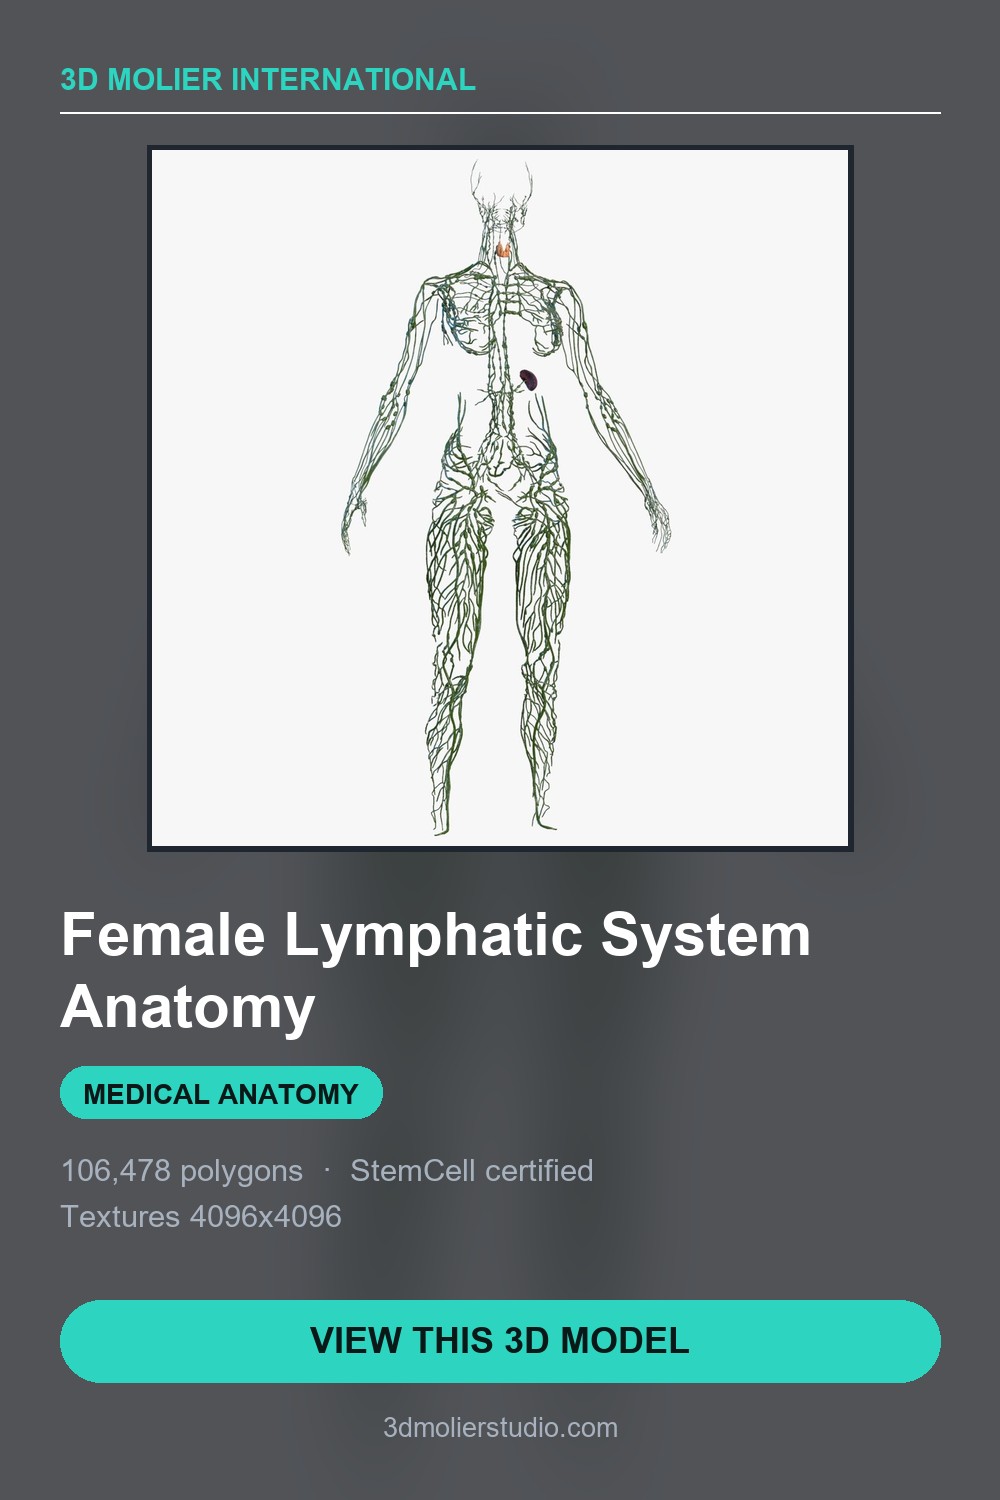 3D MOLIER INTERNATIONAL
Female Lymphatic System
Anatomy
MEDICAL ANATOMY
106,478 polygons · StemCell certified
Textures 4096x4096
VIEW THIS 3D MODEL
3dmolierstudio.com